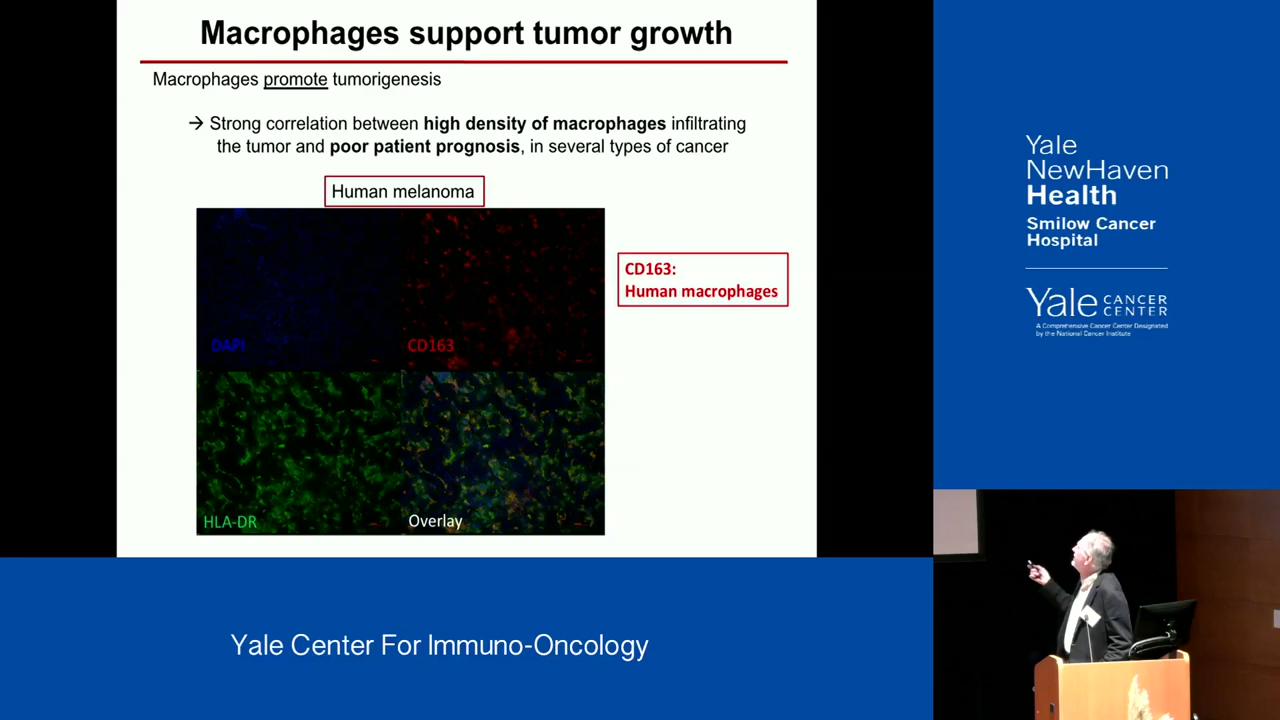 Macrophages support tumor growth
Macrophages promote tumorigenesis
→ Strong correlation between high density of macrophages infiltrating
the tumor and poor patient prognosis, in several types of cancer
Human melanoma
CD163:
Human macrophages
DAPI
CD163
HLA-DR
Overlay
Yale
NewHaven
Health
Smilow Cancer
Hospital
Yale CANCER
CENTER
A Comprehensive Cancer Center Designated
by the National Cancer Institute
Yale Center For Immuno-Oncology